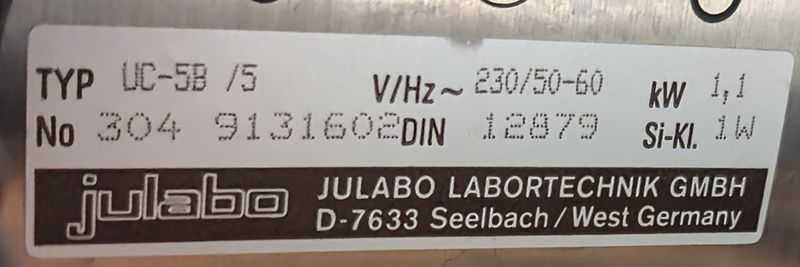 TYP UC-5B /5 V/Hz~ 230/50-60 kW 1,1
No 304 9131602 DIN 12879 Si-Kl. 1W
julabo JULABO LABORTECHNIK GMBH
D-7633 Seelbach/West Germany